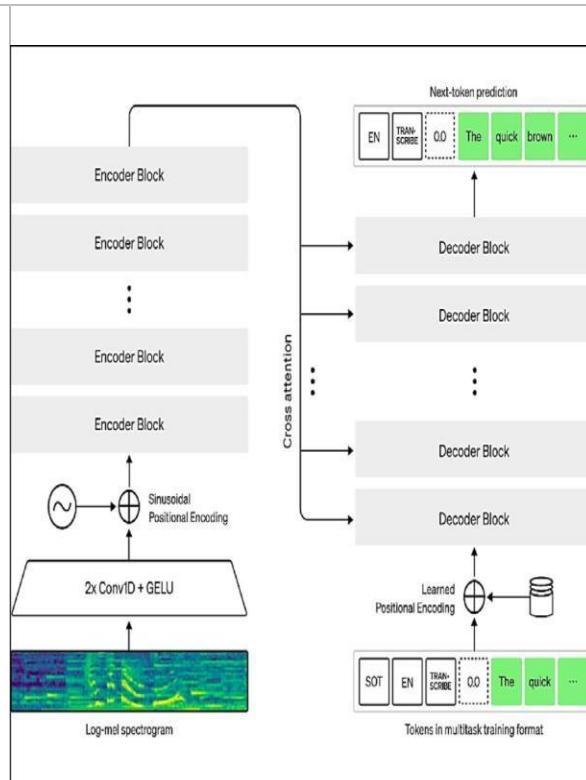 Next-token prediction
EN
TRAN-
SCRIBE
0.0
The
quick
brown
...
Encoder Block
Encoder Block
Encoder Block
Encoder Block
Sinusoidal
Positional Encoding
2x Conv1D + GELU
Log-mel spectrogram
Cross attention
Decoder Block
Decoder Block
Decoder Block
Decoder Block
Learned
Positional Encoding
SOT
EN
TRAN-
SCRIBE
0.0
The
quick
...
Tokens in multitask training format